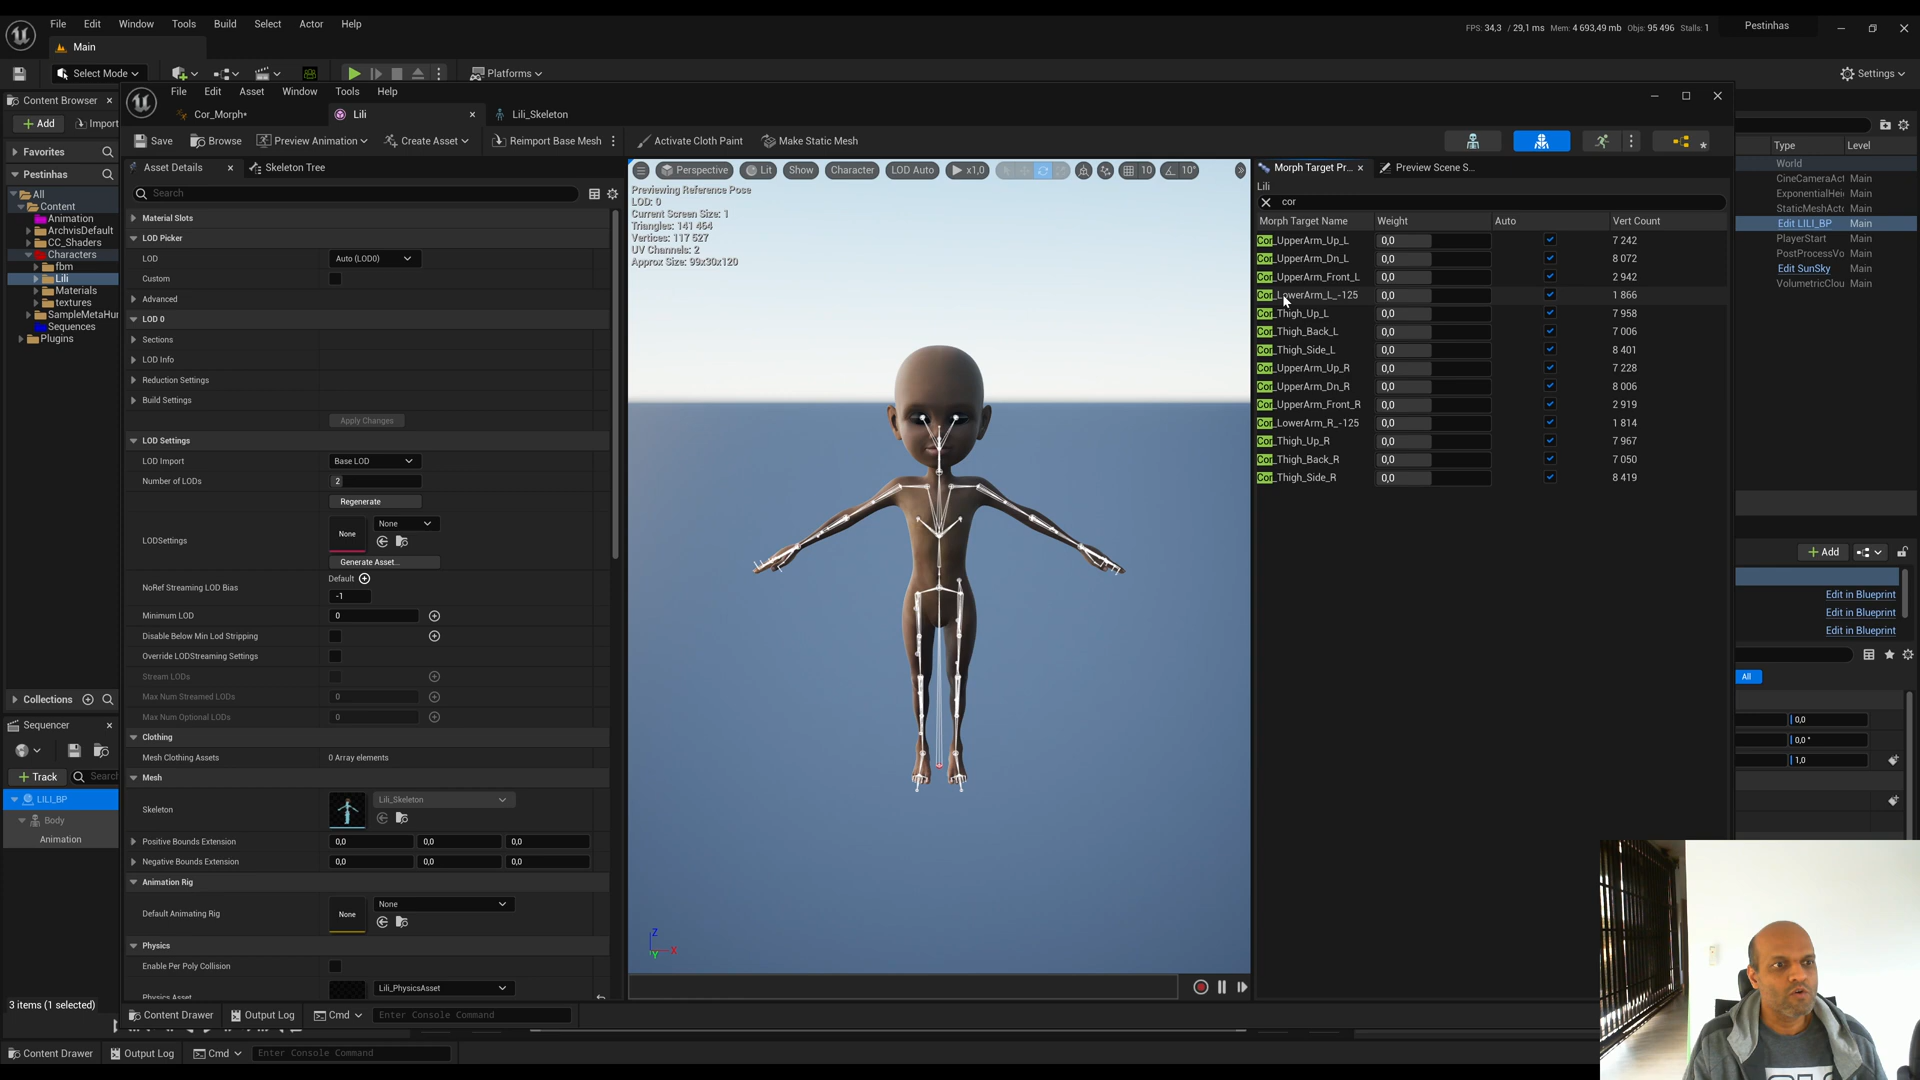 File Edit Window Tools Build Select Actor Help
FPS: 34,3 / 29,1 ms Mem: 4 693,49 mb Objs: 95 496 Stalls: 1
Pestinhas
Main
Select Mode
Platforms
Settings
Content Browser
Add
Import
Favorites
Pestinhas
All
Content
Animation
ArchvisDefault
CC_Shaders
Characters
fbm
Lili
Materials
textures
SampleMetaHu
Sequences
Plugins
Collections
Sequencer
Track
Search
LILI_BP
Body
Animation
3 items (1 selected)
File Edit Asset Window Tools Help
Cor_Morph*
Lili
Lili_Skeleton
Save
Browse
Preview Animation
Create Asset
Reimport Base Mesh
Activate Cloth Paint
Make Static Mesh
Asset Details
Skeleton Tree
Search
Material Slots
LOD Picker
LOD Auto (LOD0)
Custom
Advanced
LOD 0
Sections
LOD Info
Reduction Settings
Build Settings
Apply Changes
LOD Settings
LOD Import Base LOD
Number of LODs 2
Regenerate
LODSettings None None
Generate Asset...
NoRef Streaming LOD Bias Default -1
Minimum LOD 0
Disable Below Min Lod Stripping
Override LODStreaming Settings
Stream LODs
Max Num Streamed LODs 0
Max Num Optional LODs 0
Clothing
Mesh Clothing Assets 0 Array elements
Mesh
Skeleton Lili_Skeleton
Positive Bounds Extension 0,0 0,0 0,0
Negative Bounds Extension 0,0 0,0 0,0
Animation Rig
Default Animating Rig None None
Physics
Enable Per Poly Collision
Physics Asset Lili_PhysicsAsset
Perspective Lit Show Character LOD Auto x1,0 10 10°
Previewing Reference Pose
LOD: 0
Current Screen Size: 1
Triangles: 141 464
Vertices: 117 527
UV Channels: 2
Approx Size: 99x30x120
Z
X
Y
Morph Target Pr...
Preview Scene S...
Lili
cor
Morph Target Name Weight Auto Vert Count
Cor_UpperArm_Up_L 0,0 7 242
Cor_UpperArm_Dn_L 0,0 8 072
Cor_UpperArm_Front_L 0,0 2 942
Cor_LowerArm_L_-125 0,0 1 866
Cor_Thigh_Up_L 0,0 7 958
Cor_Thigh_Back_L 0,0 7 006
Cor_Thigh_Side_L 0,0 8 401
Cor_UpperArm_Up_R 0,0 7 228
Cor_UpperArm_Dn_R 0,0 8 006
Cor_UpperArm_Front_R 0,0 2 919
Cor_LowerArm_R_-125 0,0 1 814
Cor_Thigh_Up_R 0,0 7 967
Cor_Thigh_Back_R 0,0 7 050
Cor_Thigh_Side_R 0,0 8 419
Type Level
World
CineCameraAct Main
ExponentialHei Main
StaticMeshActo Main
Edit LILI_BP Main
PlayerStart Main
PostProcessVo Main
Edit SunSky Main
VolumetricClou Main
Add
Edit in Blueprint
Edit in Blueprint
Edit in Blueprint
All
0,0
0,0 °
1,0
Content Drawer Output Log Cmd Enter Console Command
Content Drawer Output Log Cmd Enter Console Command